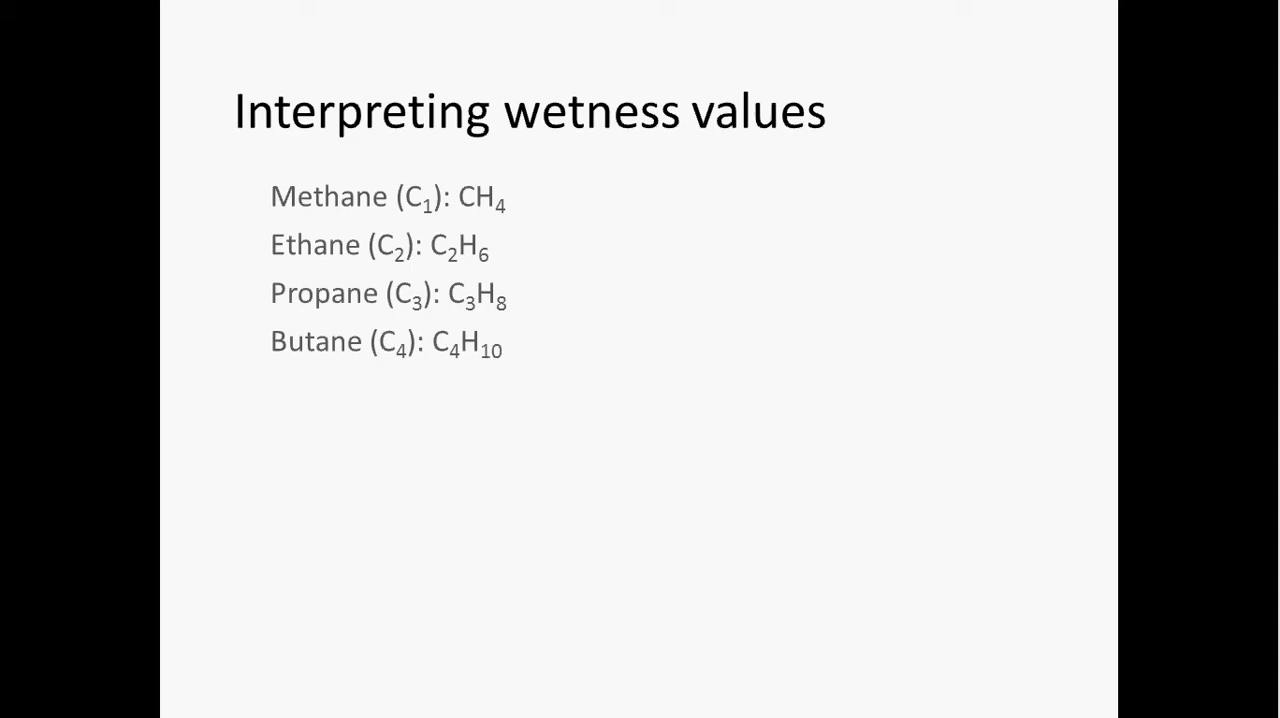 Interpreting wetness values
Methane (C₁): CH₄
Ethane (C₂): C₂H₆
Propane (C₃): C₃H₈
Butane (C₄): C₄H₁₀